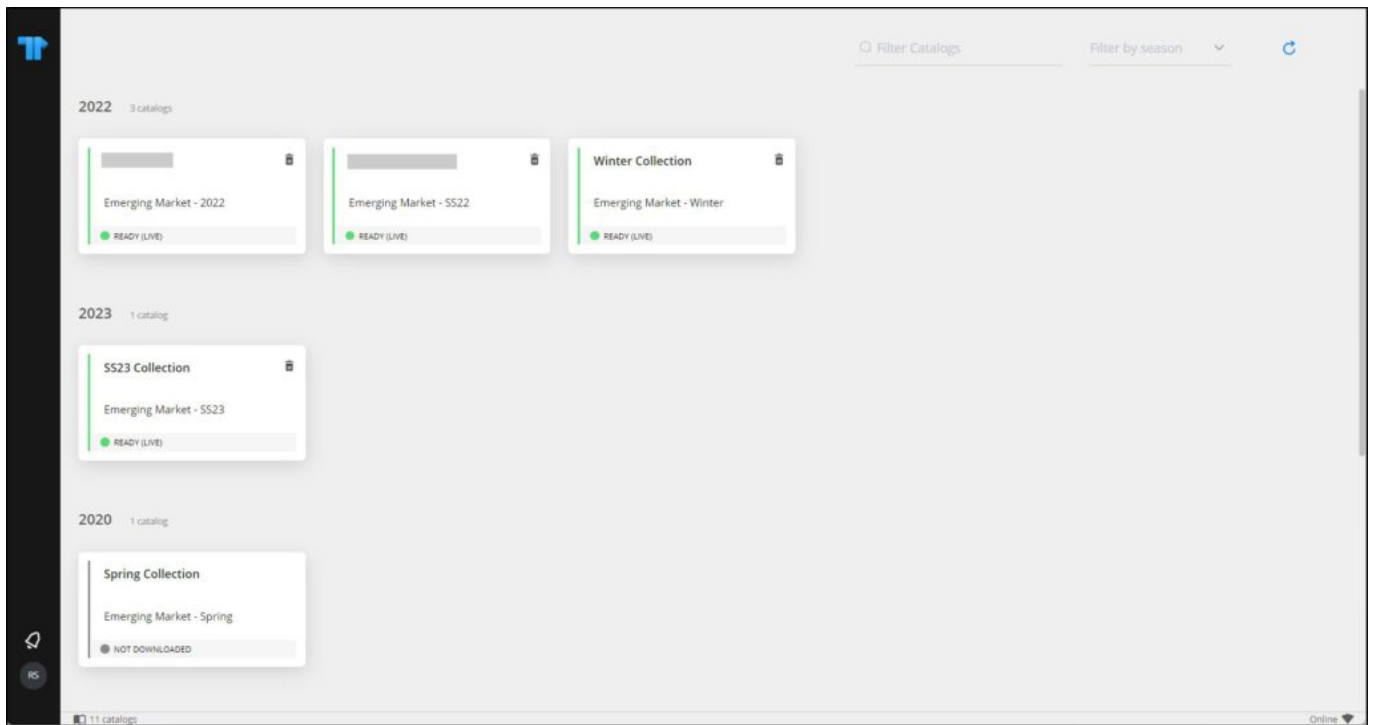 Filter Catalogs
Filter by season
2022 3 catalogs
Winter Collection
Emerging Market - 2022
Emerging Market - SS22
Emerging Market - Winter
READY (LIVE)
READY (LIVE)
READY (LIVE)
2023 1 catalog
SS23 Collection
Emerging Market - SS23
READY (LIVE)
2020 1 catalog
Spring Collection
Emerging Market - Spring
NOT DOWNLOADED
RS
11 catalogs
Online